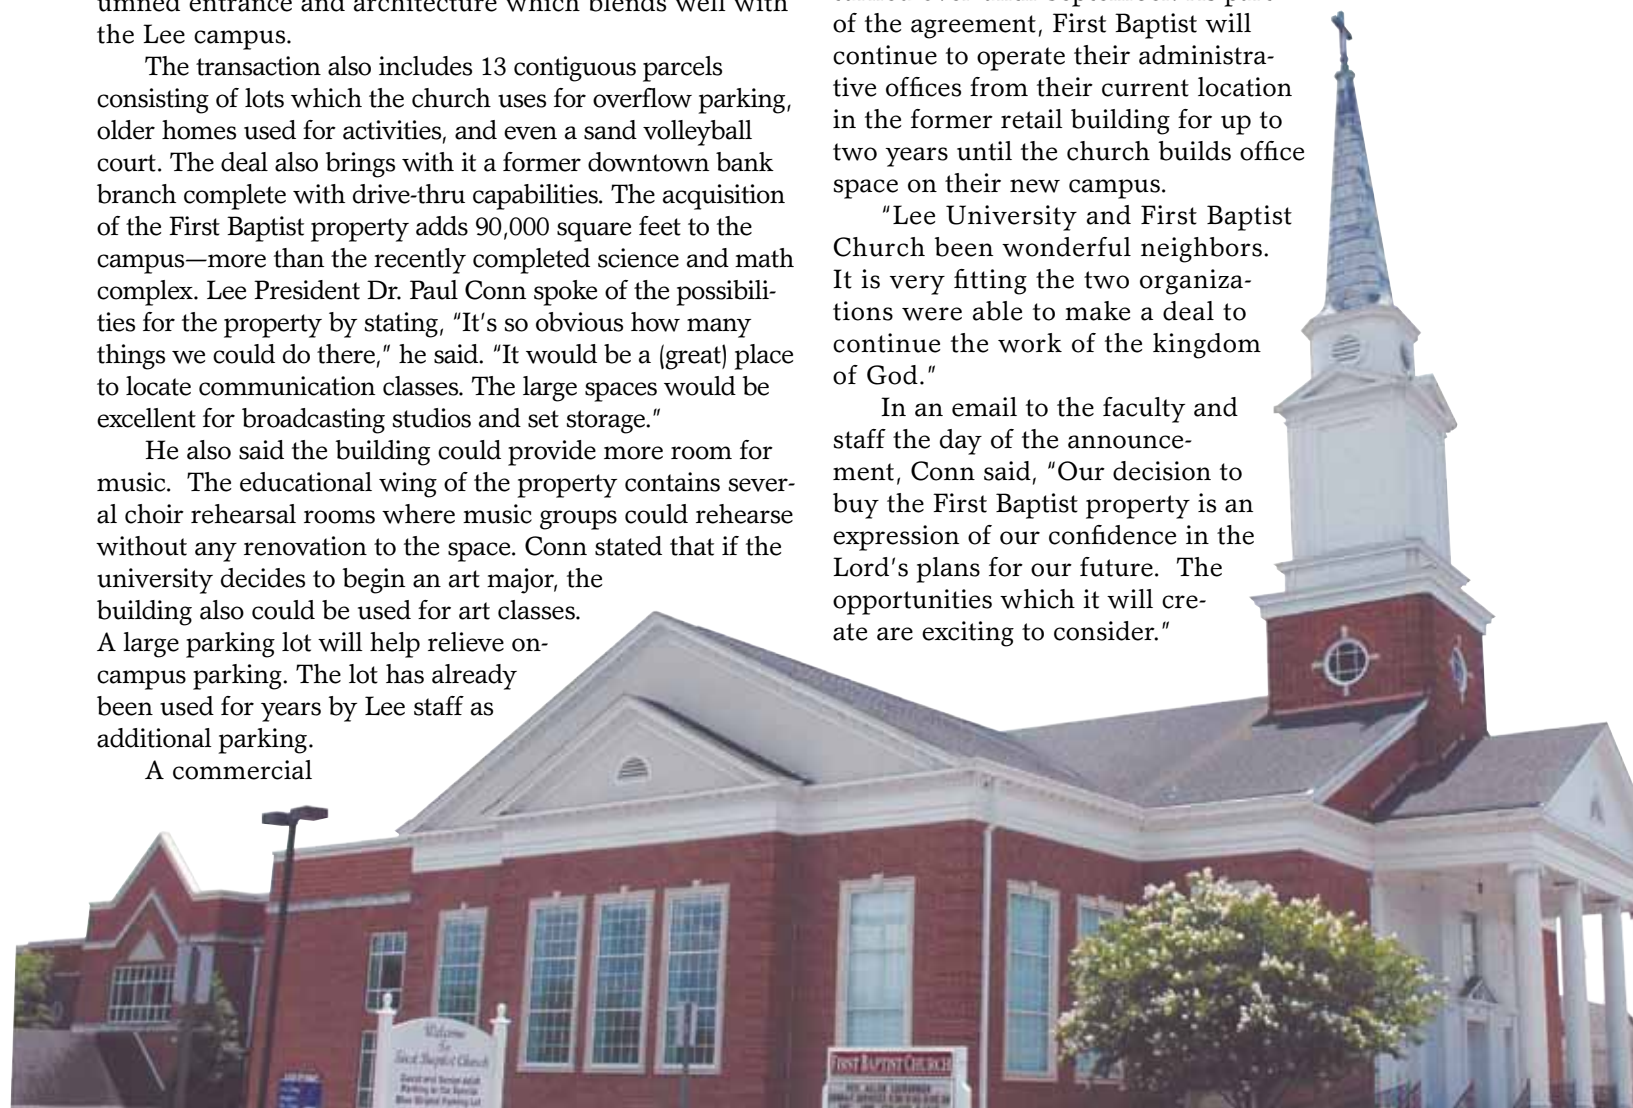 umned entrance and architecture which blends well with
the Lee campus.
The transaction also includes 13 contiguous parcels
consisting of lots which the church uses for overflow parking,
older homes used for activities, and even a sand volleyball
court. The deal also brings with it a former downtown bank
branch complete with drive-thru capabilities. The acquisition
of the First Baptist property adds 90,000 square feet to the
campus—more than the recently completed science and math
complex. Lee President Dr. Paul Conn spoke of the possibili-
ties for the property by stating, "It's so obvious how many
things we could do there," he said. "It would be a (great) place
to locate communication classes. The large spaces would be
excellent for broadcasting studios and set storage."
He also said the building could provide more room for
music.  The educational wing of the property contains sever-
al choir rehearsal rooms where music groups could rehearse
without any renovation to the space. Conn stated that if the
university decides to begin an art major, the
building also could be used for art classes.
A large parking lot will help relieve on-
campus parking. The lot has already
been used for years by Lee staff as
additional parking.
A commercial
of the agreement, First Baptist will
continue to operate their administra-
tive offices from their current location
in the former retail building for up to
two years until the church builds office
space on their new campus.
"Lee University and First Baptist
Church been wonderful neighbors.
It is very fitting the two organiza-
tions were able to make a deal to
continue the work of the kingdom
of God."
In an email to the faculty and
staff the day of the announce-
ment, Conn said, "Our decision to
buy the First Baptist property is an
expression of our confidence in the
Lord's plans for our future.  The
opportunities which it will cre-
ate are exciting to consider."
Welcome
To
First Baptist Church
FIRST BAPTIST CHURCH